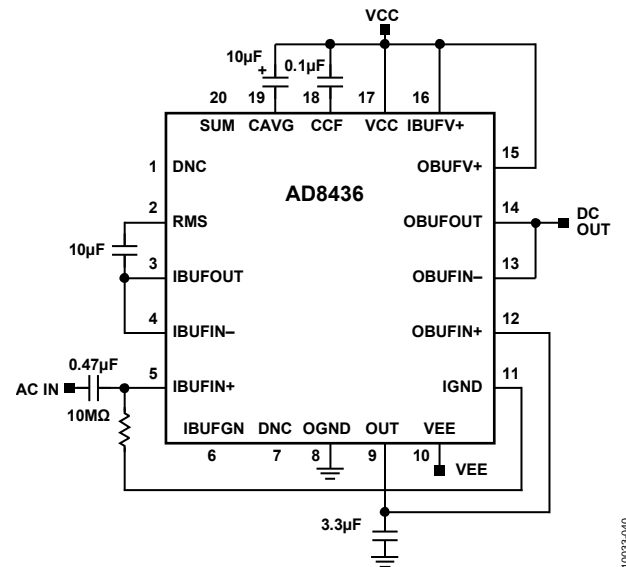 VCC
10µF
+
0.1µF
20 19 18 17 16
SUM CAVG CCF VCC IBUFV+
15
OBUFV+
1
DNC
AD8436
2
RMS
14
OBUFOUT
DC
OUT
10µF
3
IBUFOUT
13
OBUFIN–
4
IBUFIN–
12
OBUFIN+
0.47µF
AC IN
5
IBUFIN+
11
IGND
10MΩ
IBUFGN DNC OGND OUT VEE
6 7 8 9 10
VEE
3.3µF
10033-049